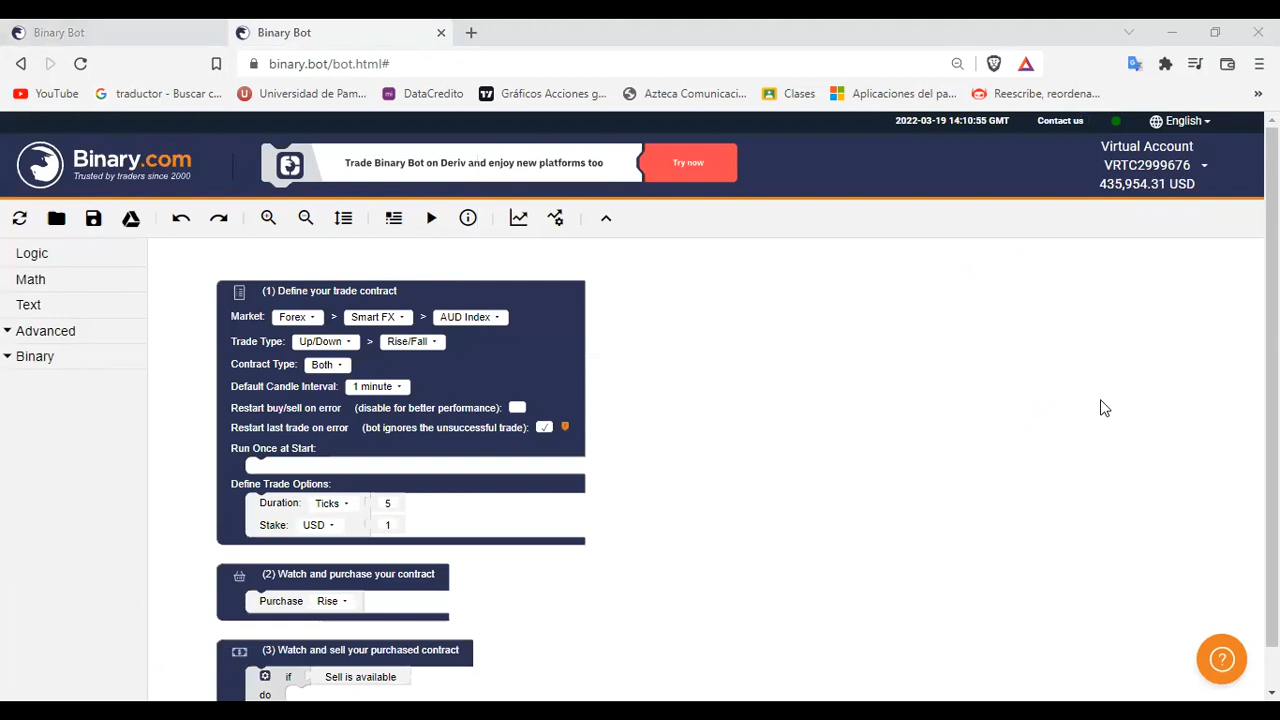 Binary Bot
Binary Bot
binary.bot/bot.html#
YouTube
traductor - Buscar c...
Universidad de Pam...
DataCredito
Gráficos Acciones g...
Azteca Comunicaci...
Clases
Aplicaciones del pa...
Reescribe, reordena...
2022-03-19 14:10:55 GMT
Contact us
English
Binary.com
Trusted by traders since 2000
Trade Binary Bot on Deriv and enjoy new platforms too
Try now
Virtual Account
VRTC2999676
435,954.31 USD
Logic
Math
Text
Advanced
Binary
(1) Define your trade contract
Market: Forex > Smart FX > AUD Index
Trade Type: Up/Down > Rise/Fall
Contract Type: Both
Default Candle Interval: 1 minute
Restart buy/sell on error (disable for better performance):
Restart last trade on error (bot ignores the unsuccessful trade): ✓
Run Once at Start:
Define Trade Options:
Duration: Ticks 5
Stake: USD 1
(2) Watch and purchase your contract
Purchase Rise
(3) Watch and sell your purchased contract
if Sell is available
do